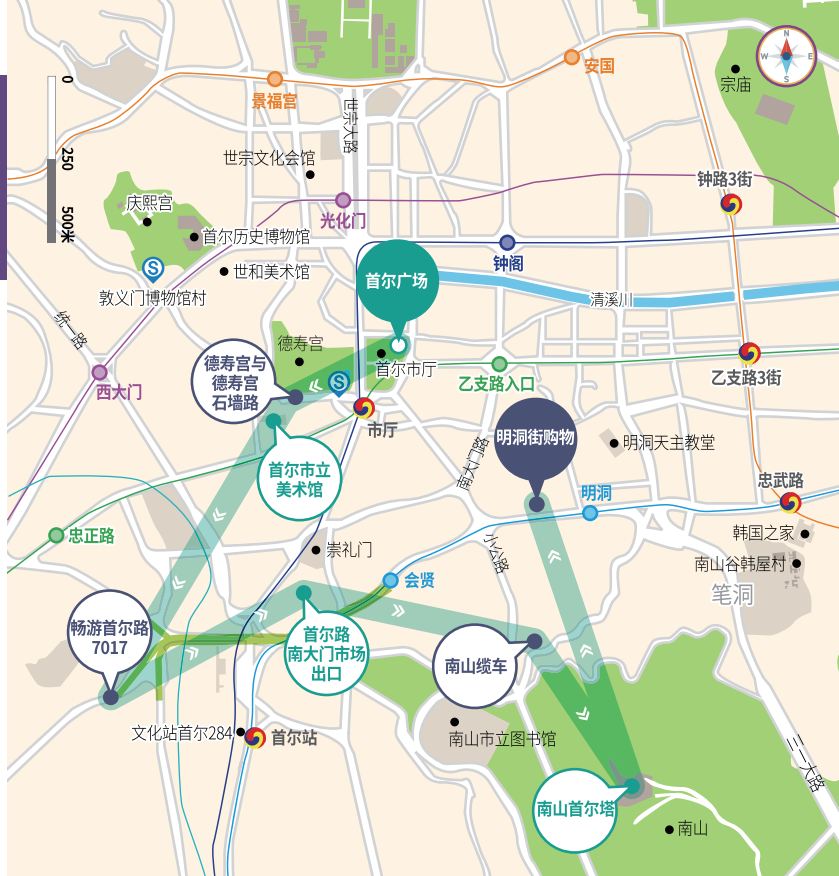 N
W
E
S
0
250
500米
安国
宗庙
景福宫
世宗大路
世宗文化会馆
钟路3街
庆熙宫
光化门
首尔历史博物馆
钟阁
S
世和美术馆
首尔广场
敦义门博物馆村
清溪川
统一路
德寿宫
首尔市厅
德寿宫与
德寿宫
石墙路
S
乙支路入口
乙支路3街
西大门
市厅
明洞街购物
明洞天主教堂
首尔市立
美术馆
南大门路
忠武路
明洞
忠正路
韩国之家
崇礼门
小公路
南山谷韩屋村
会贤
笔洞
畅游首尔路
7017
首尔路
南大门市场
出口
南山缆车
文化站首尔284
首尔站
南山市立图书馆
三一大路
南山首尔塔
南山